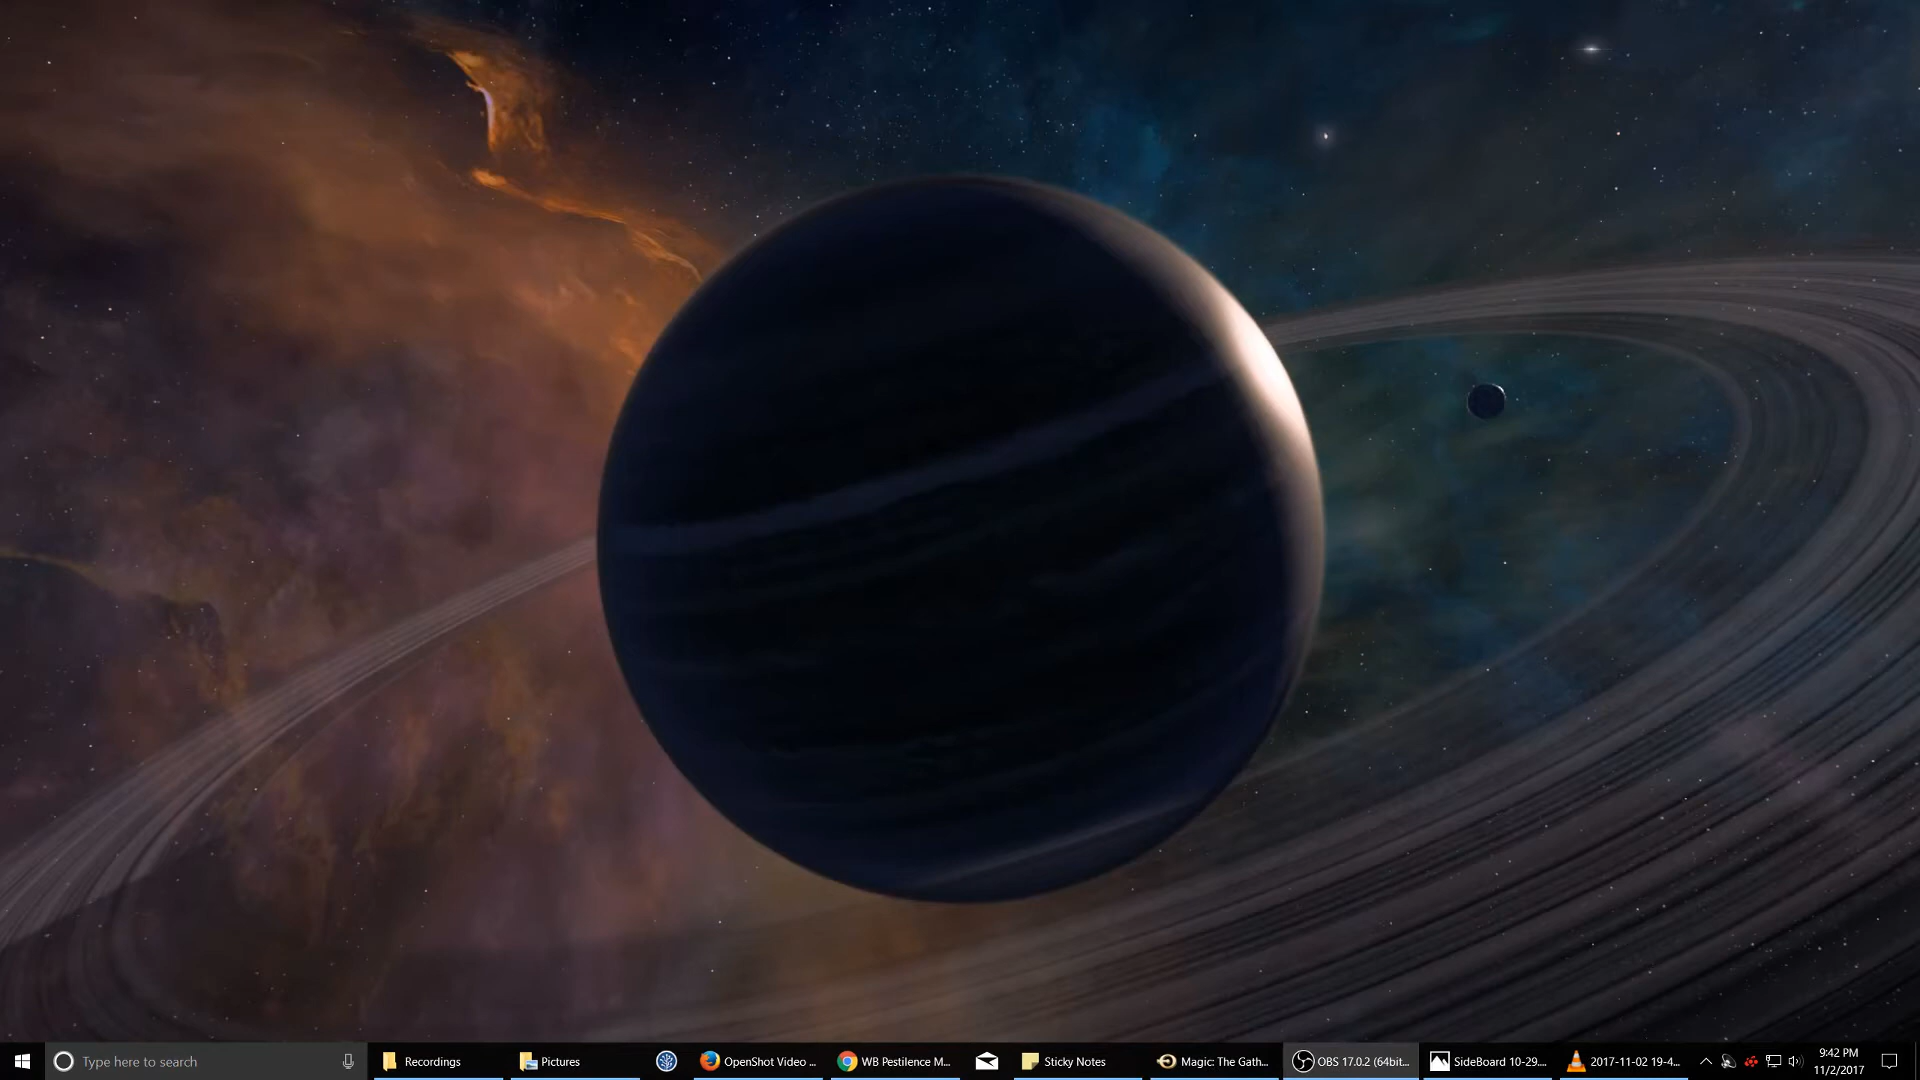 Type here to search
Recordings
Pictures
OpenShot Video ...
WB Pestilence M...
Sticky Notes
Magic: The Gath...
OBS 17.0.2 (64bit...
SideBoard 10-29....
2017-11-02 19-4...
9:42 PM
11/2/2017